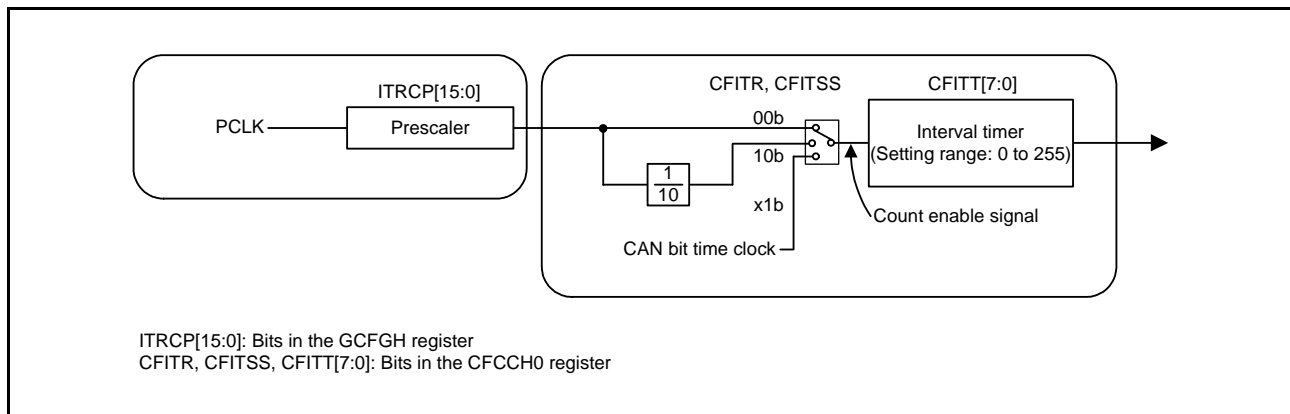 ITRCP[15:0]
PCLK
Prescaler
CFITR, CFITSS
00b
10b
x1b
1
10
CAN bit time clock
CFITT[7:0]
Interval timer
(Setting range: 0 to 255)
Count enable signal
ITRCP[15:0]: Bits in the GCFGH register
CFITR, CFITSS, CFITT[7:0]: Bits in the CFCCH0 register